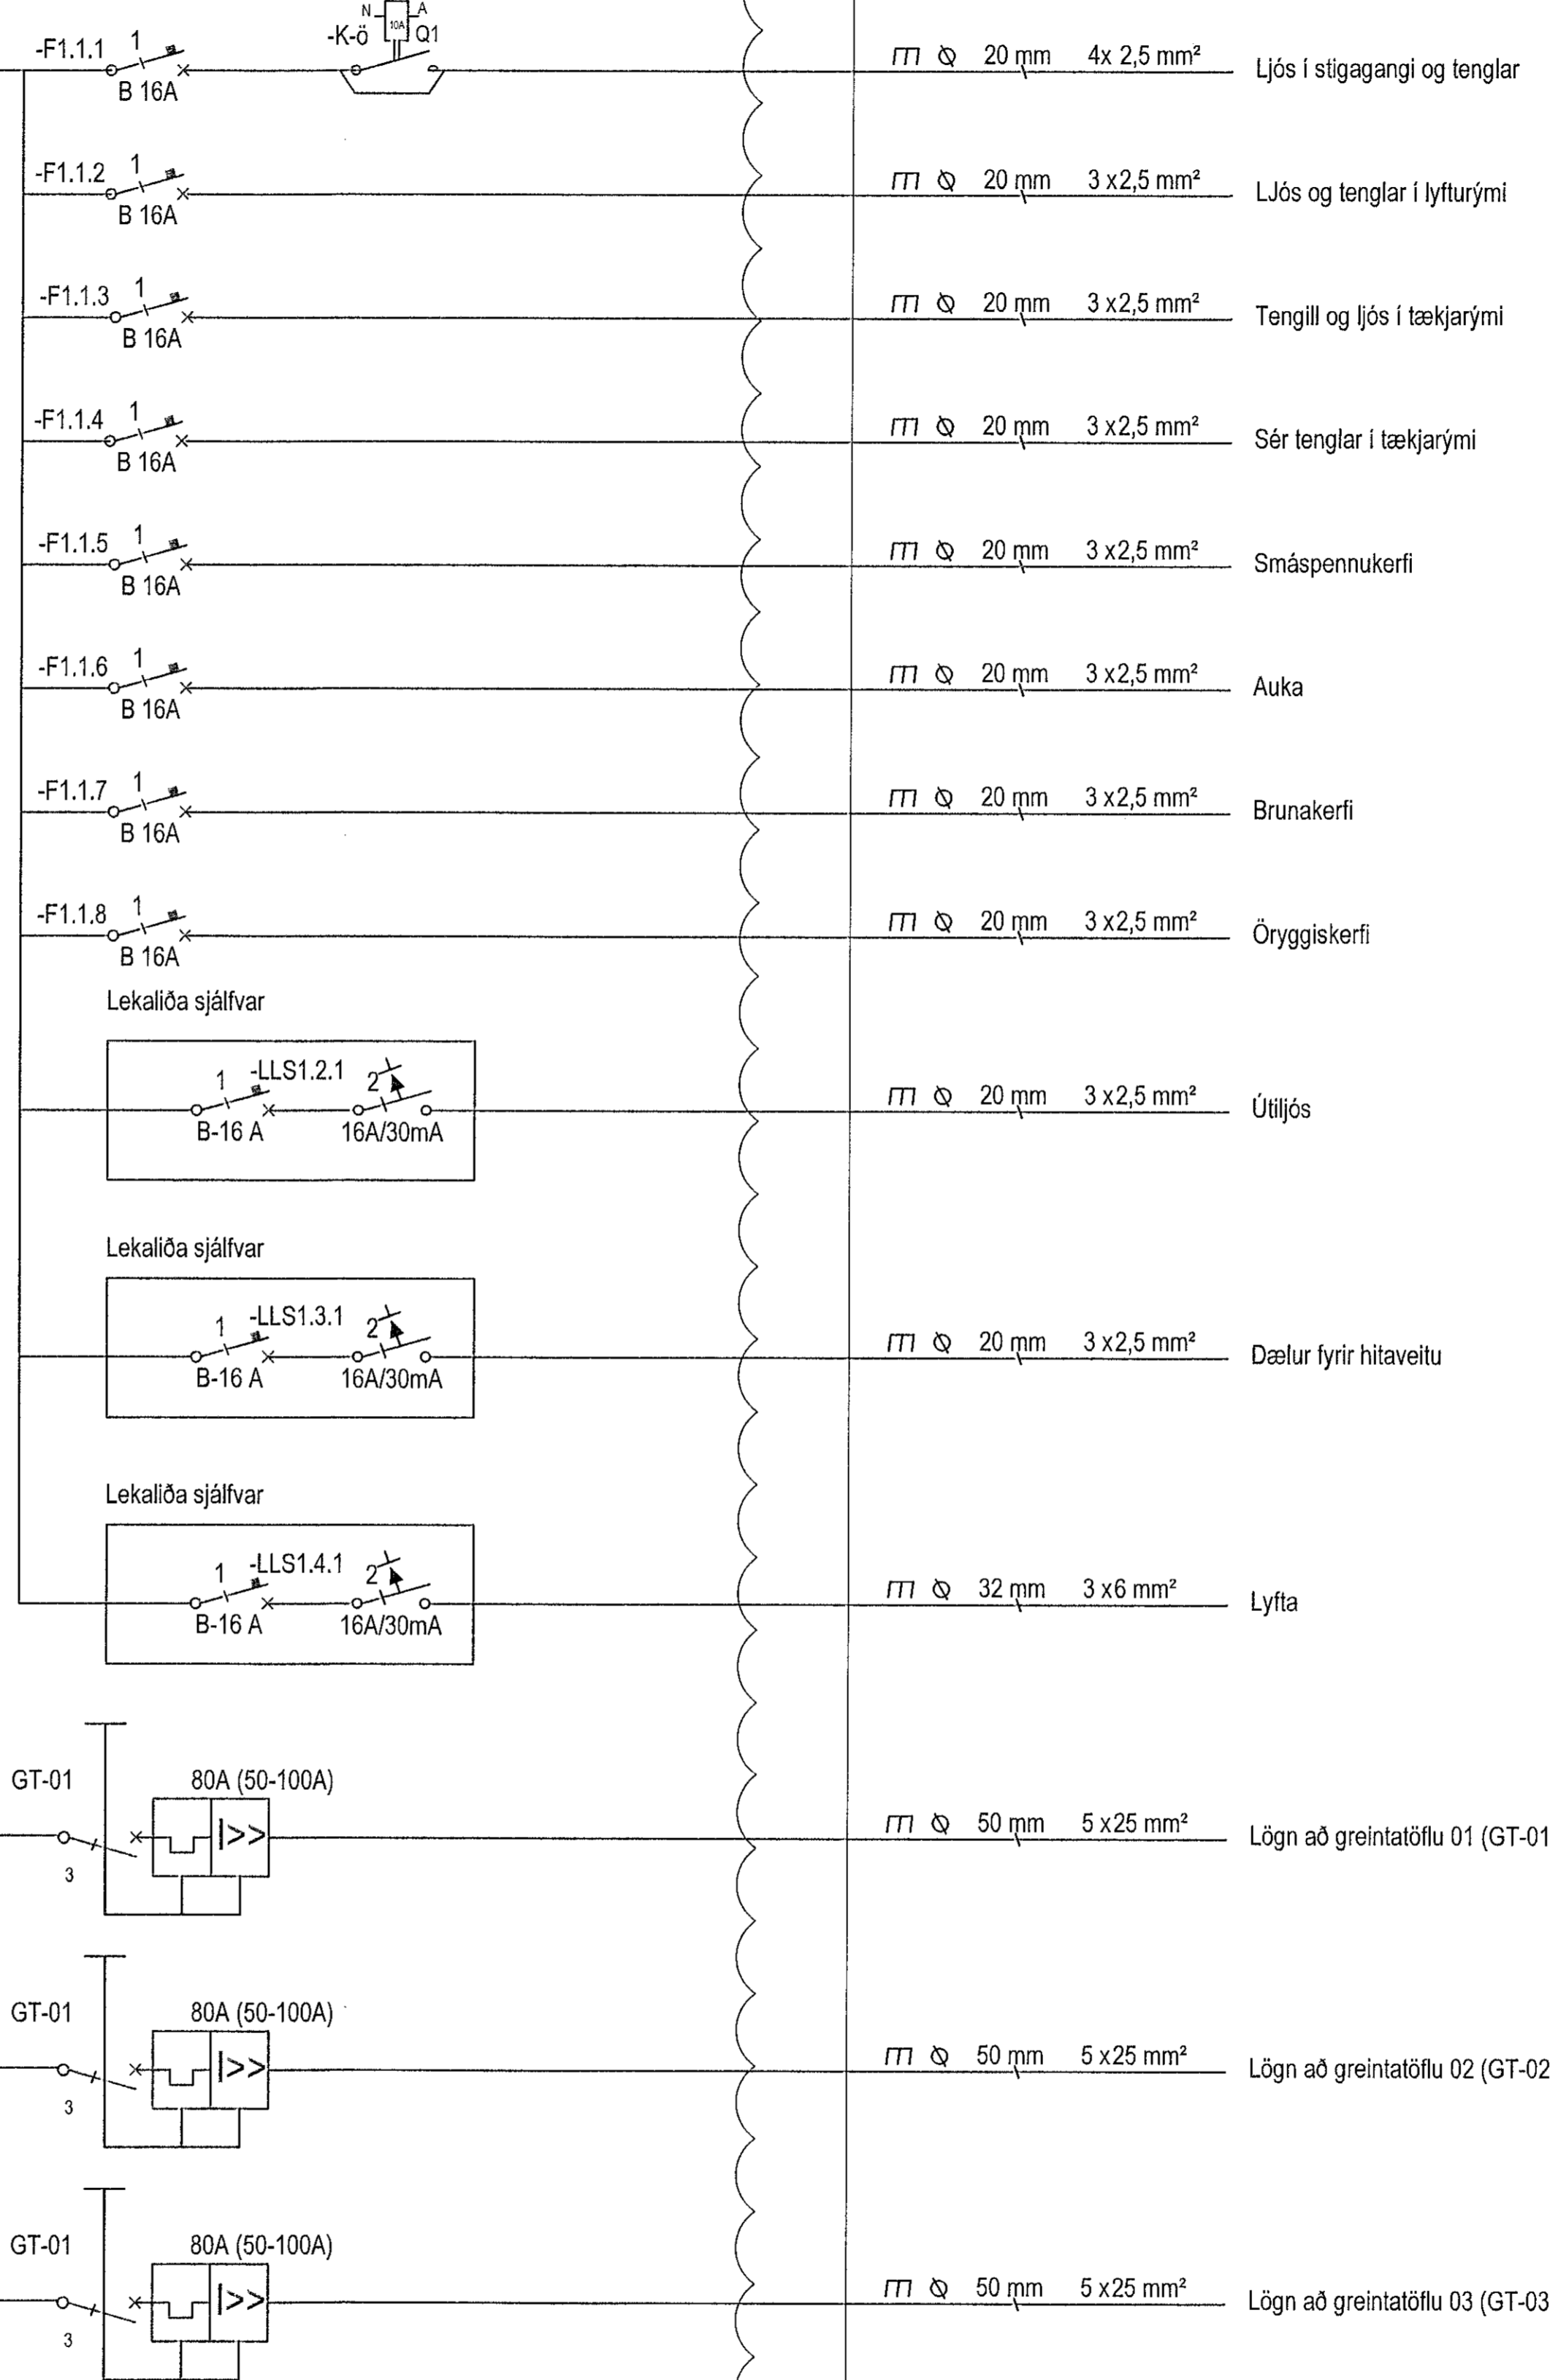 N A
-F1.1.1 1 -K-ö 10A Q1 20 mm 4x 2,5 mm² Ljós í stigagangi og tenglar
B 16A
-F1.1.2 1 20 mm 3 x2,5 mm² LJós og tenglar í lyfturými
B 16A
-F1.1.3 1 20 mm 3 x2,5 mm² Tengill og ljós í tækjarými
B 16A
-F1.1.4 1 20 mm 3 x2,5 mm² Sér tenglar í tækjarými
B 16A
-F1.1.5 1 20 mm 3 x2,5 mm² Smáspennukerfi
B 16A
-F1.1.6 1 20 mm 3 x2,5 mm² Auka
B 16A
-F1.1.7 1 20 mm 3 x2,5 mm² Brunakerfi
B 16A
-F1.1.8 1 20 mm 3 x2,5 mm² Öryggiskerfi
B 16A
Lekaliða sjálfvar
1 -LLS1.2.1 2 20 mm 3 x2,5 mm² Útiljós
B-16 A 16A/30mA
Lekaliða sjálfvar
1 -LLS1.3.1 2 20 mm 3 x2,5 mm² Dælur fyrir hitaveitu
B-16 A 16A/30mA
Lekaliða sjálfvar
1 -LLS1.4.1 2 32 mm 3 x6 mm² Lyfta
B-16 A 16A/30mA
GT-01 80A (50-100A)
I>> 50 mm 5 x25 mm² Lögn að greintatöflu 01 (GT-01
3
GT-01 80A (50-100A)
I>> 50 mm 5 x25 mm² Lögn að greintatöflu 02 (GT-02
3
GT-01 80A (50-100A)
I>> 50 mm 5 x25 mm² Lögn að greintatöflu 03 (GT-03
3